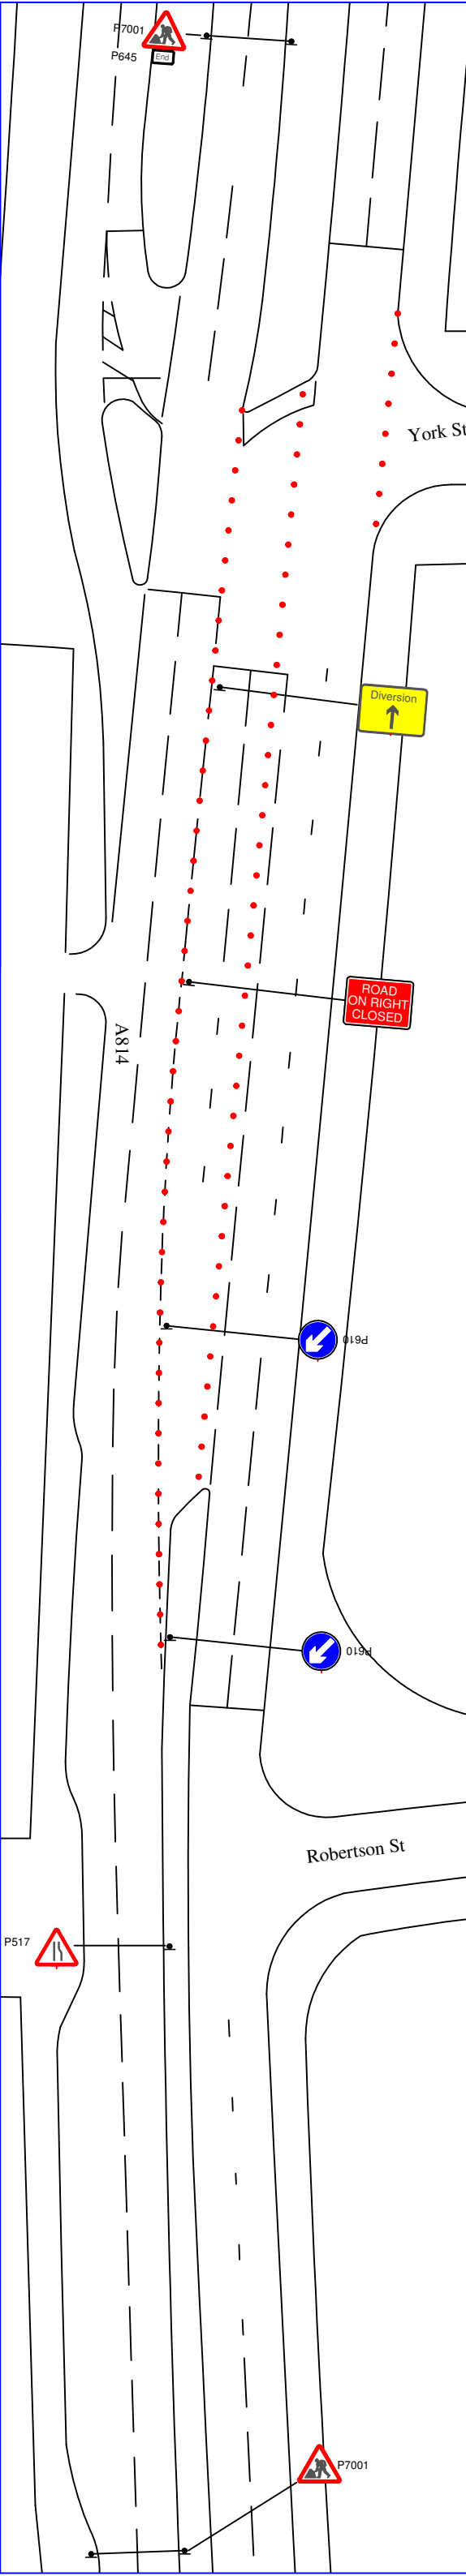 P7001
P645
End
York St
Diversion
ROAD
ON RIGHT
CLOSED
A814
P610
P610
Robertson St
P517
P7001